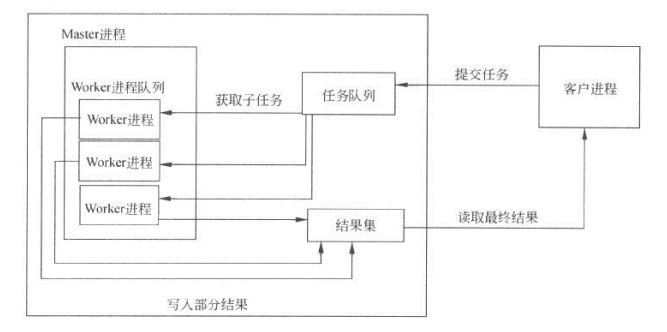 Master进程
Worker进程队列
Worker进程
Worker进程
Worker进程
获取子任务
任务队列
提交任务
客户进程
结果集
读取最终结果
写入部分结果